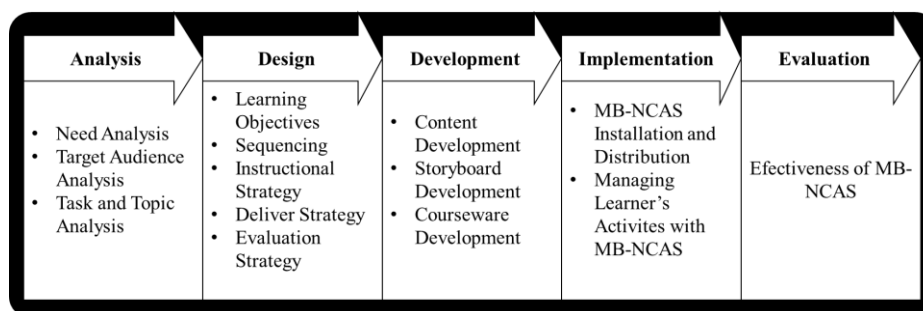 Analysis
• Need Analysis
• Target Audience
Analysis
• Task and Topic
Analysis
Design
• Learning
Objectives
• Sequencing
• Instructional
Strategy
• Deliver Strategy
• Evaluation
Strategy
Development
• Content
Development
• Storyboard
Development
• Courseware
Development
Implementation
• MB-NCAS
Installation and
Distribution
• Managing
Learner's
Activites with
MB-NCAS
Evaluation
Efectiveness of MB-
NCAS